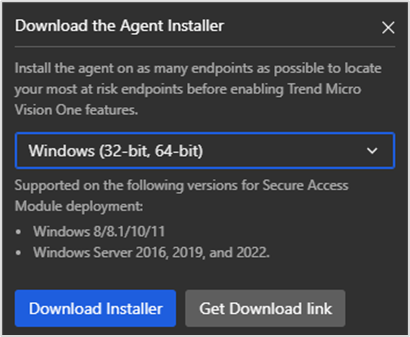 Download the Agent Installer
Install the agent on as many endpoints as possible to locate
your most at risk endpoints before enabling Trend Micro
Vision One features.
Windows (32-bit, 64-bit)
Supported on the following versions for Secure Access
Module deployment:
• Windows 8/8.1/10/11
• Windows Server 2016, 2019, and 2022.
Download Installer
Get Download link